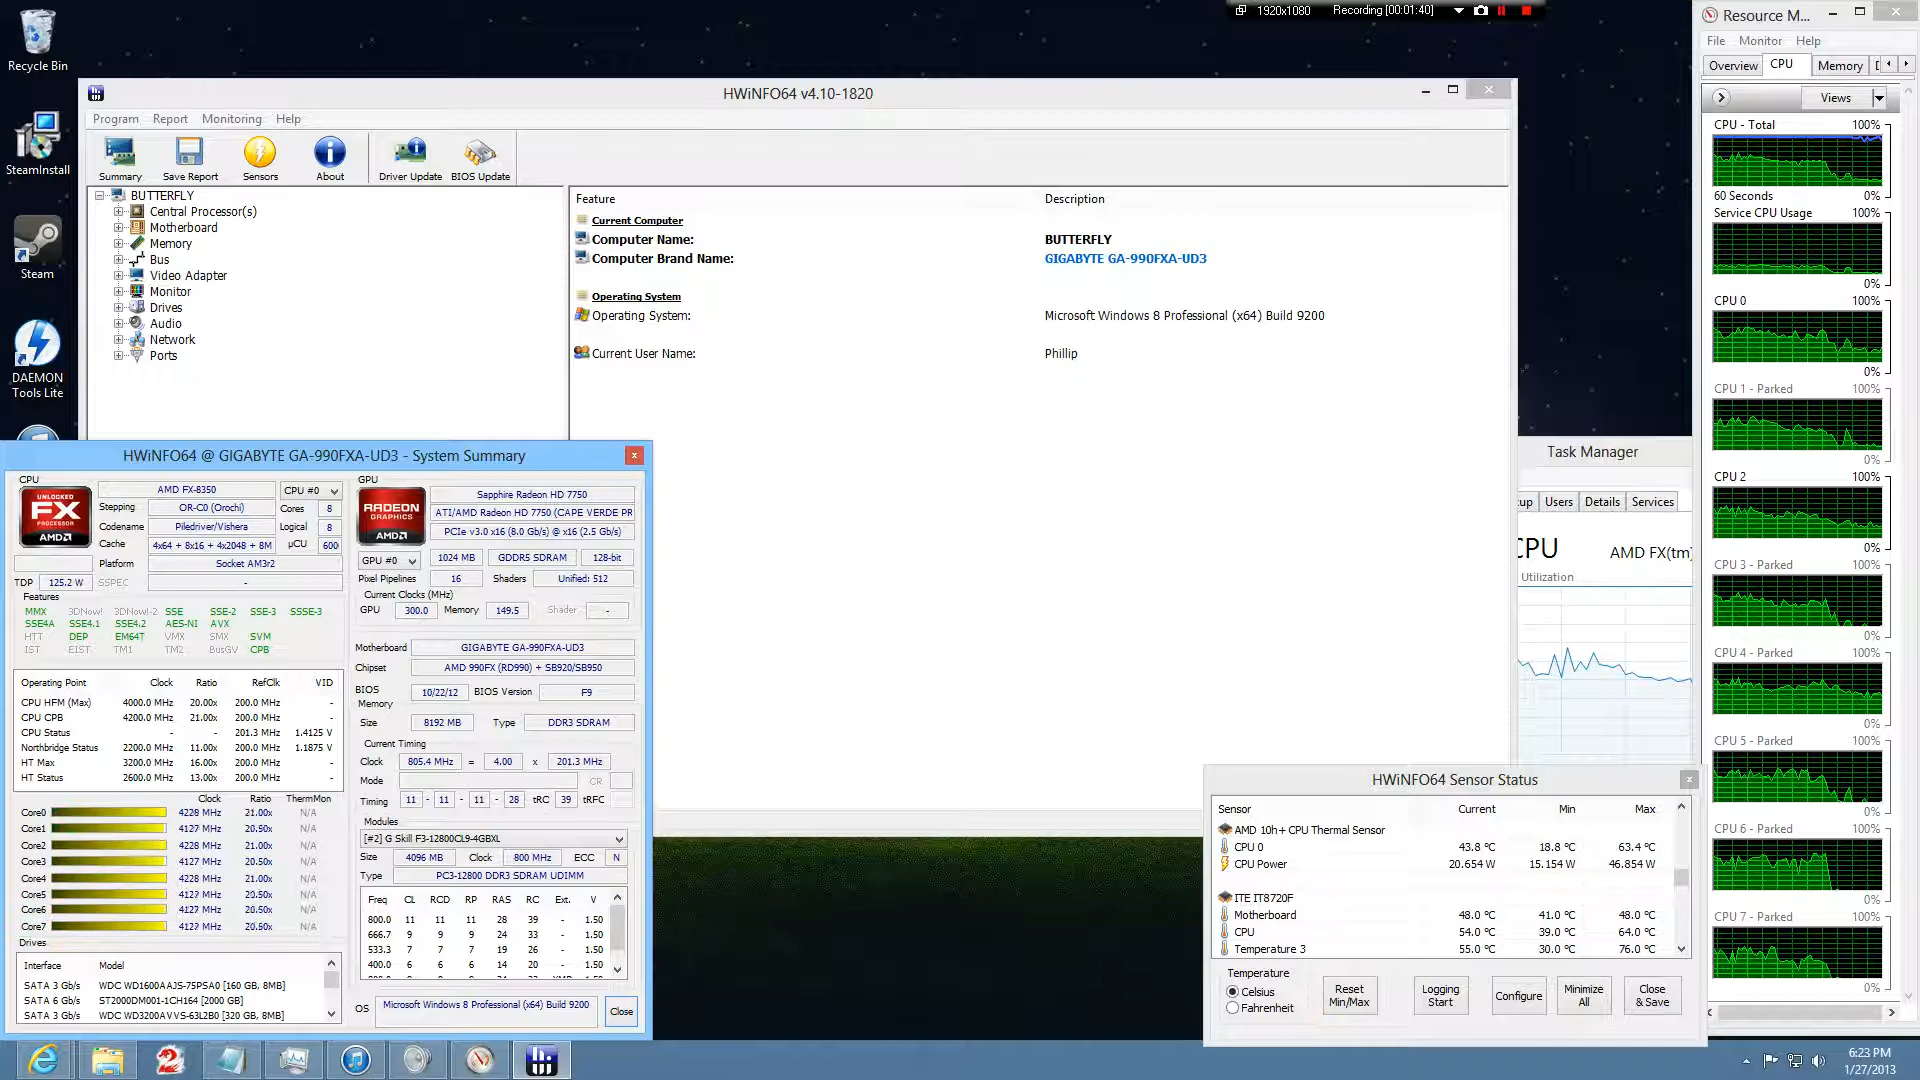 1920x1080 Recording [00:01:40]
Recycle Bin
SteamInstall
Steam
DAEMON
Tools Lite
HWiNFO64 v4.10-1820
Program Report Monitoring Help
Summary Save Report Sensors About Driver Update BIOS Update
BUTTERFLY
Central Processor(s)
Motherboard
Memory
Bus
Video Adapter
Monitor
Drives
Audio
Network
Ports
Feature Description
Current Computer
Computer Name: BUTTERFLY
Computer Brand Name: GIGABYTE GA-990FXA-UD3
Operating System
Operating System: Microsoft Windows 8 Professional (x64) Build 9200
Current User Name: Phillip
HWiNFO64 @ GIGABYTE GA-990FXA-UD3 - System Summary
CPU
UNLOCKED
FX
PROCESSOR
AMD
AMD FX-8350 CPU #0
Stepping OR-C0 (Orochi) Cores 8
Codename Piledriver/Vishera Logical 8
Cache 4x64 + 8x16 + 4x2048 + 8M µCU 600
Platform Socket AM3r2
TDP 125.2 W SSPEC -
Features
MMX 3DNow! 3DNow!-2 SSE SSE-2 SSE-3 SSSE-3
SSE4A SSE4.1 SSE4.2 AES-NI AVX
HTT DEP EM64T VMX SMX SVM
IST EIST TM1 TM2 BusGV CPB
Operating Point Clock Ratio RefClk VID
CPU HFM (Max) 4000.0 MHz 20.00x 200.0 MHz -
CPU CPB 4200.0 MHz 21.00x 200.0 MHz -
CPU Status - - 201.3 MHz 1.4125 V
Northbridge Status 2200.0 MHz 11.00x 200.0 MHz 1.1875 V
HT Max 3200.0 MHz 16.00x 200.0 MHz -
HT Status 2600.0 MHz 13.00x 200.0 MHz -
Clock Ratio ThermMon
Core0 4228 MHz 21.00x N/A
Core1 4127 MHz 20.50x N/A
Core2 4228 MHz 21.00x N/A
Core3 4127 MHz 20.50x N/A
Core4 4228 MHz 21.00x N/A
Core5 4127 MHz 20.50x N/A
Core6 4127 MHz 20.50x N/A
Core7 4127 MHz 20.50x N/A
Drives
Interface Model
SATA 3 Gb/s WDC WD1600AAJS-75PSA0 [160 GB, 8MB]
SATA 6 Gb/s ST2000DM001-1CH164 [2000 GB]
SATA 3 Gb/s WDC WD3200AVVS-63L2B0 [320 GB, 8MB]
GPU
RADEON
GRAPHICS
AMD
Sapphire Radeon HD 7750
ATI/AMD Radeon HD 7750 (CAPE VERDE PR
PCIe v3.0 x16 (8.0 Gb/s) @ x16 (2.5 Gb/s)
GPU #0 1024 MB GDDR5 SDRAM 128-bit
Pixel Pipelines 16 Shaders Unified: 512
Current Clocks (MHz)
GPU 300.0 Memory 149.5 Shader -
Motherboard GIGABYTE GA-990FXA-UD3
Chipset AMD 990FX (RD990) + SB920/SB950
BIOS 10/22/12 BIOS Version F9
Memory
Size 8192 MB Type DDR3 SDRAM
Current Timing
Clock 805.4 MHz = 4.00 x 201.3 MHz
Mode CR
Timing 11 - 11 - 11 - 28 tRC 39 tRFC
Modules
[#2] G Skill F3-12800CL9-4GBXL
Size 4096 MB Clock 800 MHz ECC N
Type PC3-12800 DDR3 SDRAM UDIMM
Freq CL RCD RP RAS RC Ext. V
800.0 11 11 11 28 39 - 1.50
666.7 9 9 9 24 33 - 1.50
533.3 7 7 7 19 26 - 1.50
400.0 6 6 6 14 20 - 1.50
OS Microsoft Windows 8 Professional (x64) Build 9200 Close
Task Manager
Users Details Services
CPU AMD FX(tm)
Utilization
HWiNFO64 Sensor Status
Sensor Current Min Max
AMD 10h+ CPU Thermal Sensor
CPU 0 43.8 °C 18.8 °C 63.4 °C
CPU Power 20.654 W 15.154 W 46.854 W
ITE IT8720F
Motherboard 48.0 °C 41.0 °C 48.0 °C
CPU 54.0 °C 39.0 °C 64.0 °C
Temperature 3 55.0 °C 30.0 °C 76.0 °C
Temperature
Celsius
Fahrenheit
Reset
Min/Max
Logging
Start
Configure
Minimize
All
Close
& Save
Resource M...
File Monitor Help
Overview CPU Memory
Views
CPU - Total 100%
60 Seconds 0%
Service CPU Usage 100%
0%
CPU 0 100%
0%
CPU 1 - Parked 100%
0%
CPU 2 100%
0%
CPU 3 - Parked 100%
0%
CPU 4 - Parked 100%
0%
CPU 5 - Parked 100%
0%
CPU 6 - Parked 100%
0%
CPU 7 - Parked 100%
0%
6:23 PM
1/27/2013